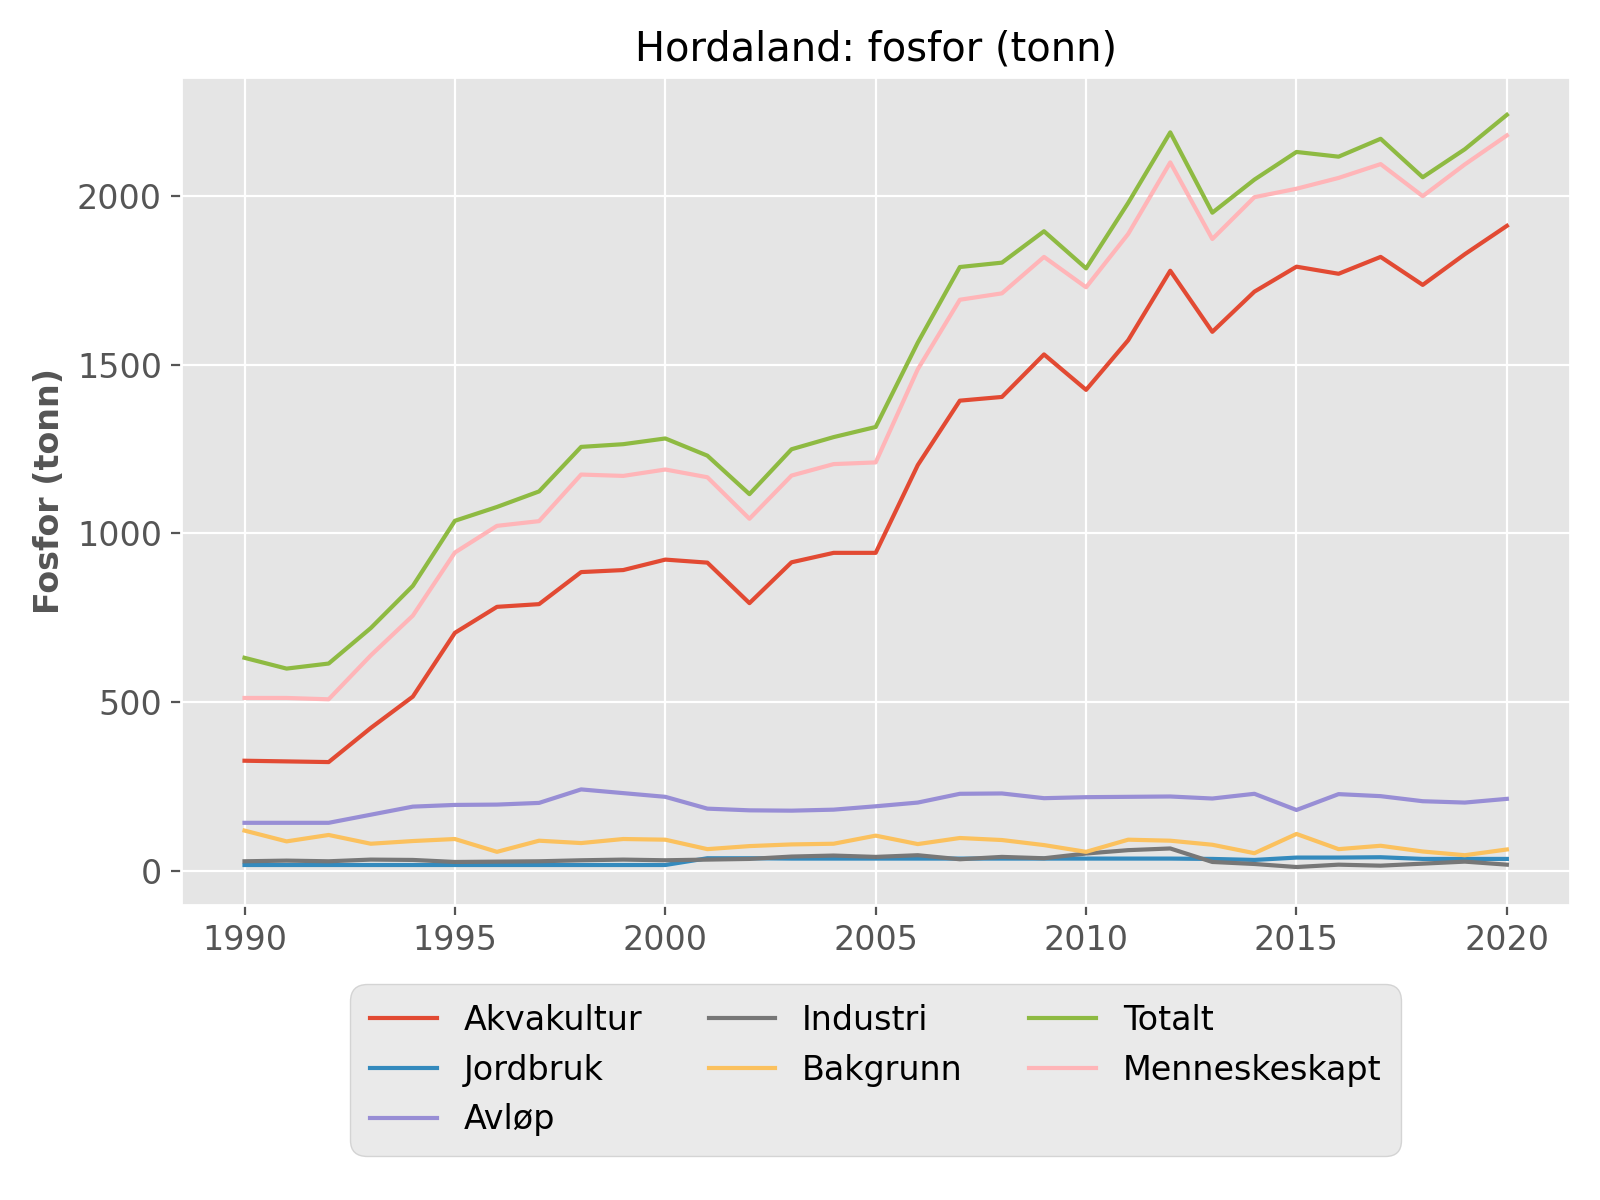 Hordaland: fosfor (tonn)
Fosfor (tonn)
2000
1500
1000
500
0
1990 1995 2000 2005 2010 2015 2020
Akvakultur Industri Totalt
Jordbruk Bakgrunn Menneskeskapt
Avløp